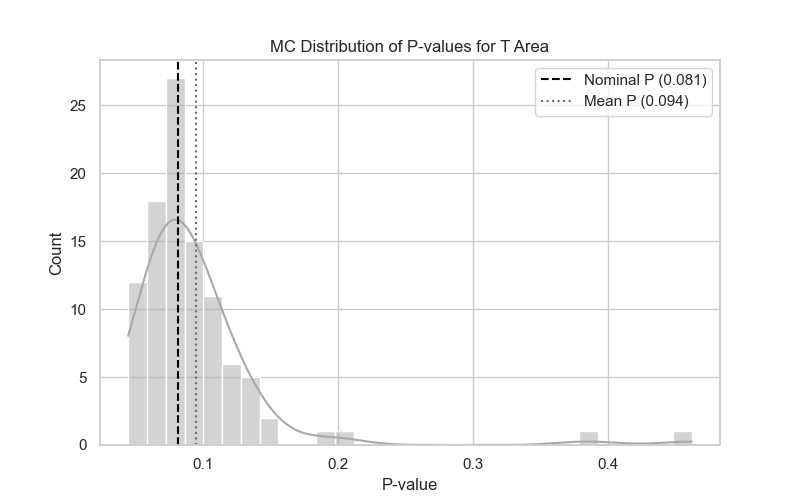 MC Distribution of P-values for T Area
Nominal P (0.081)
Mean P (0.094)
25
20
15
10
5
0
Count
0.1 0.2 0.3 0.4
P-value